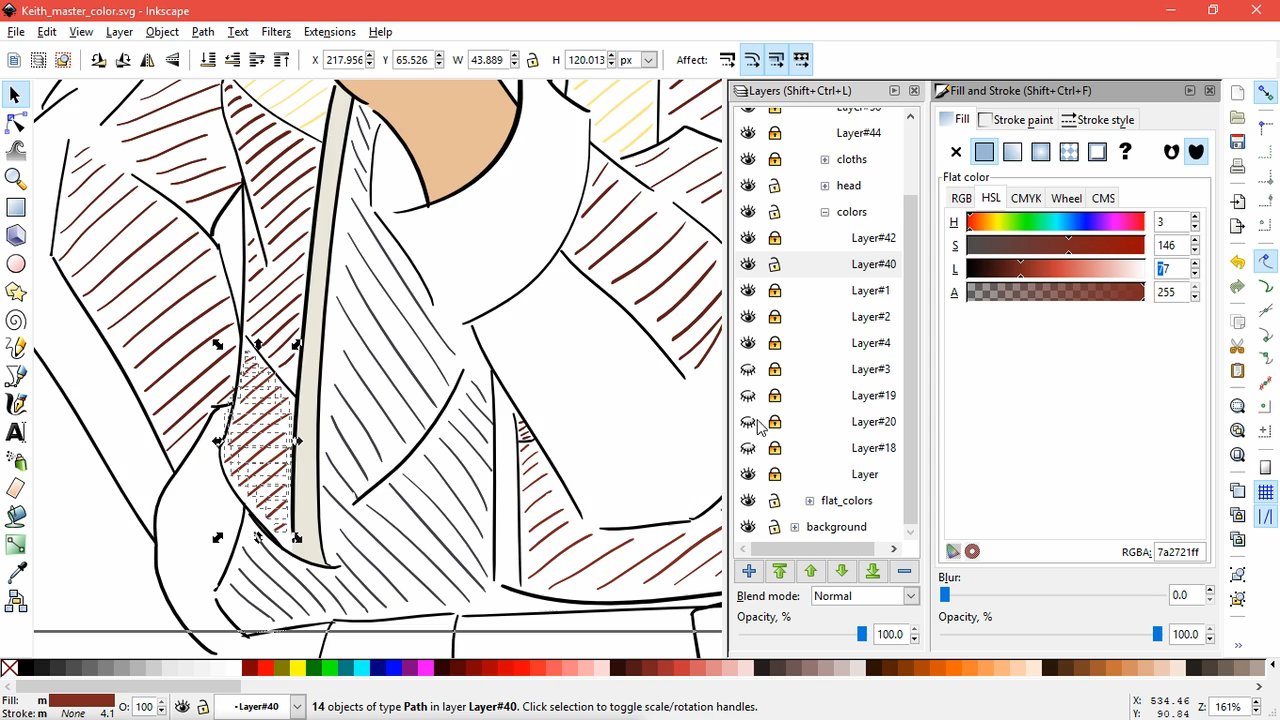 Keith_master_color.svg - Inkscape
File Edit View Layer Object Path Text Filters Extensions Help
X 217.956 Y 65.526 W 43.889 H 120.013 px Affect:
Layers (Shift+Ctrl+L)
Fill and Stroke (Shift+Ctrl+F)
Layer#44
cloths
head
colors
Layer#42
Layer#40
Layer#1
Layer#2
Layer#4
Layer#3
Layer#19
Layer#20
Layer#18
Layer
flat_colors
background
Blend mode: Normal
Opacity, %
100.0
Fill Stroke paint Stroke style
?
Flat color
RGB HSL CMYK Wheel CMS
H 3
S 146
L 77
A 255
RGBA: 7a2721ff
Blur:
0.0
Opacity, %
100.0
Fill: m O: 100 Layer#40 14 objects of type Path in layer Layer#40. Click selection to toggle scale/rotation handles. X: 534.46 Z: 161%
Stroke: m None 4.1 Y: 90.84